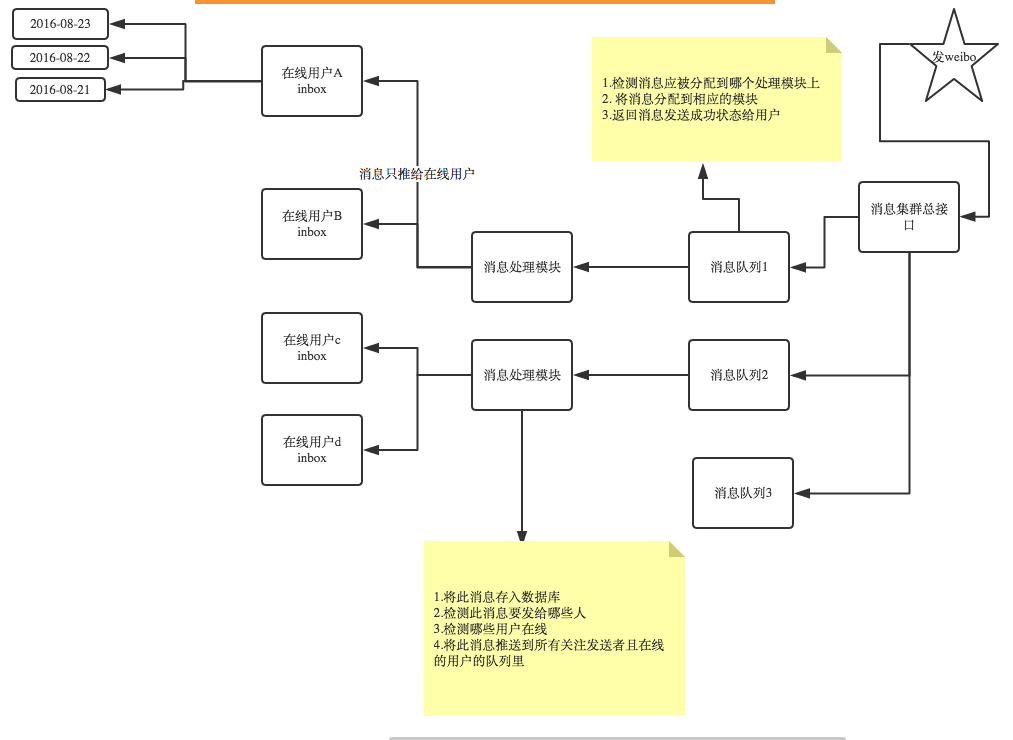 2016-08-23
2016-08-22
2016-08-21
在线用户A
inbox
1.检测消息应被分配到哪个处理模块上
2. 将消息分配到相应的模块
3.返回消息发送成功状态给用户
发weibo
消息只推给在线用户
在线用户B
inbox
消息集群总接
口
消息处理模块
消息队列1
在线用户c
inbox
消息处理模块
消息队列2
在线用户d
inbox
消息队列3
1.将此消息存入数据库
2.检测此消息要发给哪些人
3.检测哪些用户在线
4.将此消息推送到所有关注发送者且在线
的用户的队列里